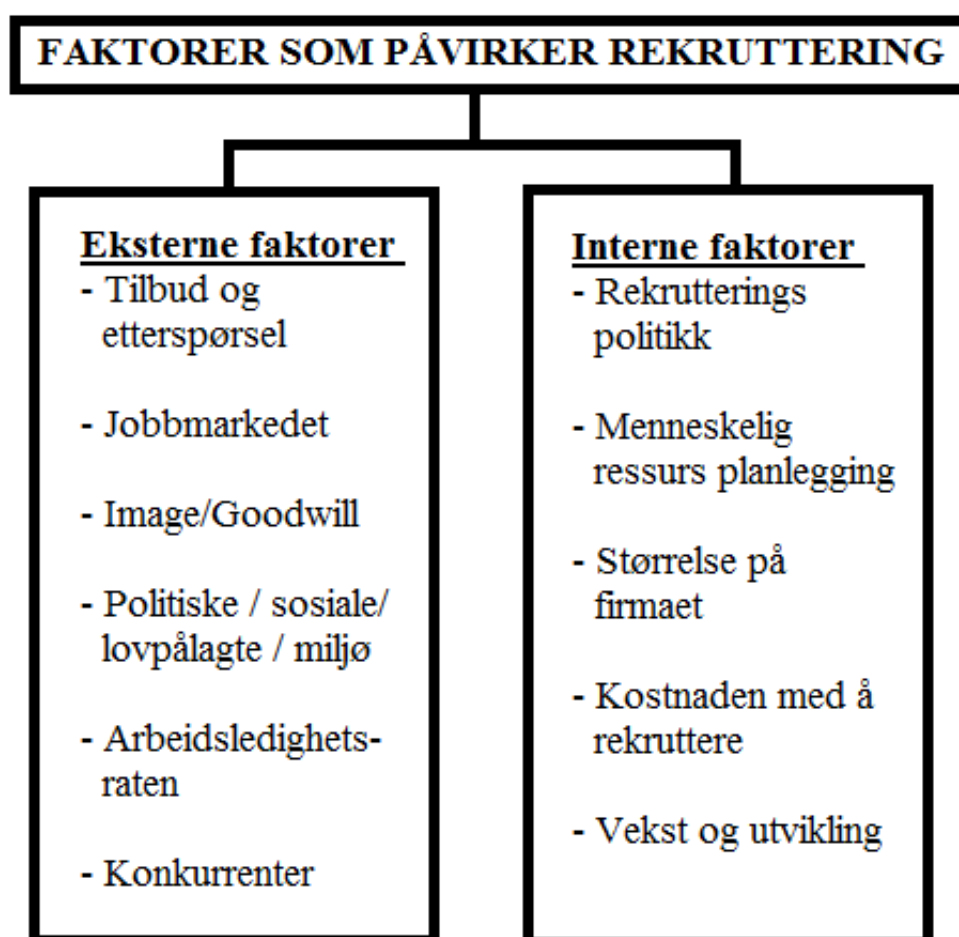 FAKTORER SOM PÅVIRKER REKRUTTERING
Eksterne faktorer
- Tilbud og
etterspørsel
- Jobbmarkedet
- Image/Goodwill
- Politiske / sosiale/
lovpålagte / miljø
- Arbeidsledighets-
raten
- Konkurrenter
Interne faktorer
- Rekrutterings
politikk
- Menneskelig
ressurs planlegging
- Størrelse på
firmaet
- Kostnaden med å
rekruttere
- Vekst og utvikling